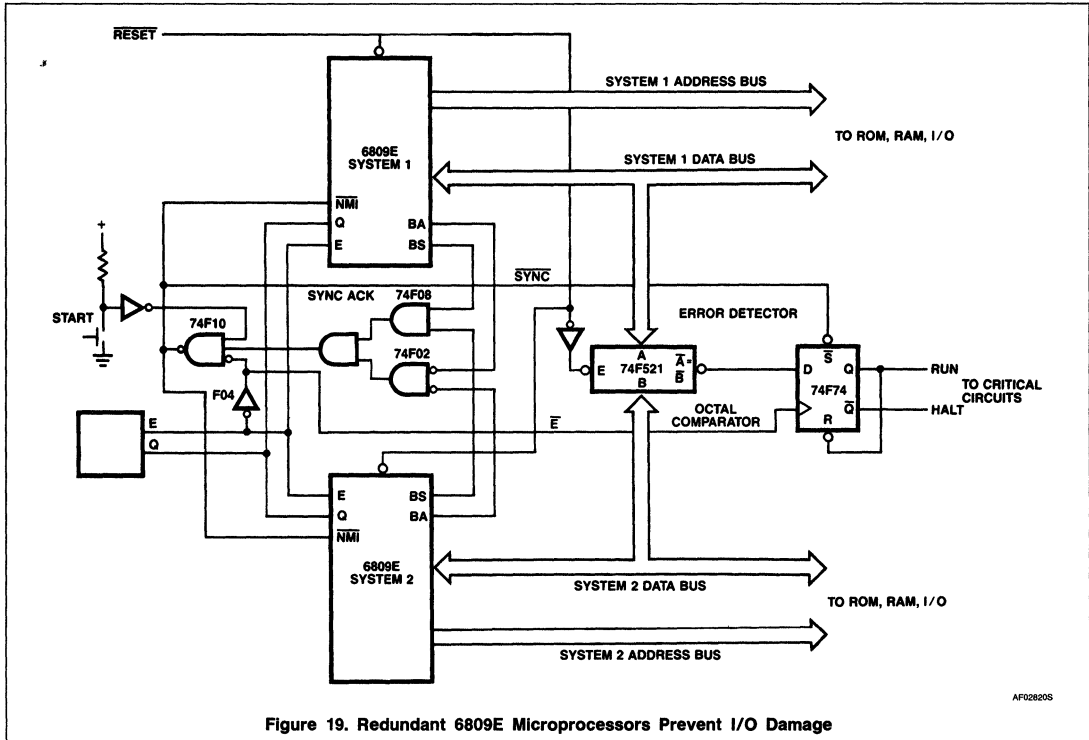 RESET
SYSTEM 1 ADDRESS BUS
TO ROM, RAM, I/O
6809E
SYSTEM 1
SYSTEM 1 DATA BUS
NMI
Q
E
BA
BS
+
SYNC
SYNC ACK
74F08
START
74F10
74F02
ERROR DETECTOR
F04
E
A
74F521
B
A =
B
D
S
Q
74F74
Q
R
RUN
TO CRITICAL
CIRCUITS
HALT
OCTAL
COMPARATOR
E
E
Q
E
Q
NMI
BS
BA
6809E
SYSTEM 2
SYSTEM 2 DATA BUS
TO ROM, RAM, I/O
SYSTEM 2 ADDRESS BUS
AF02820S
Figure 19. Redundant 6809E Microprocessors Prevent I/O Damage